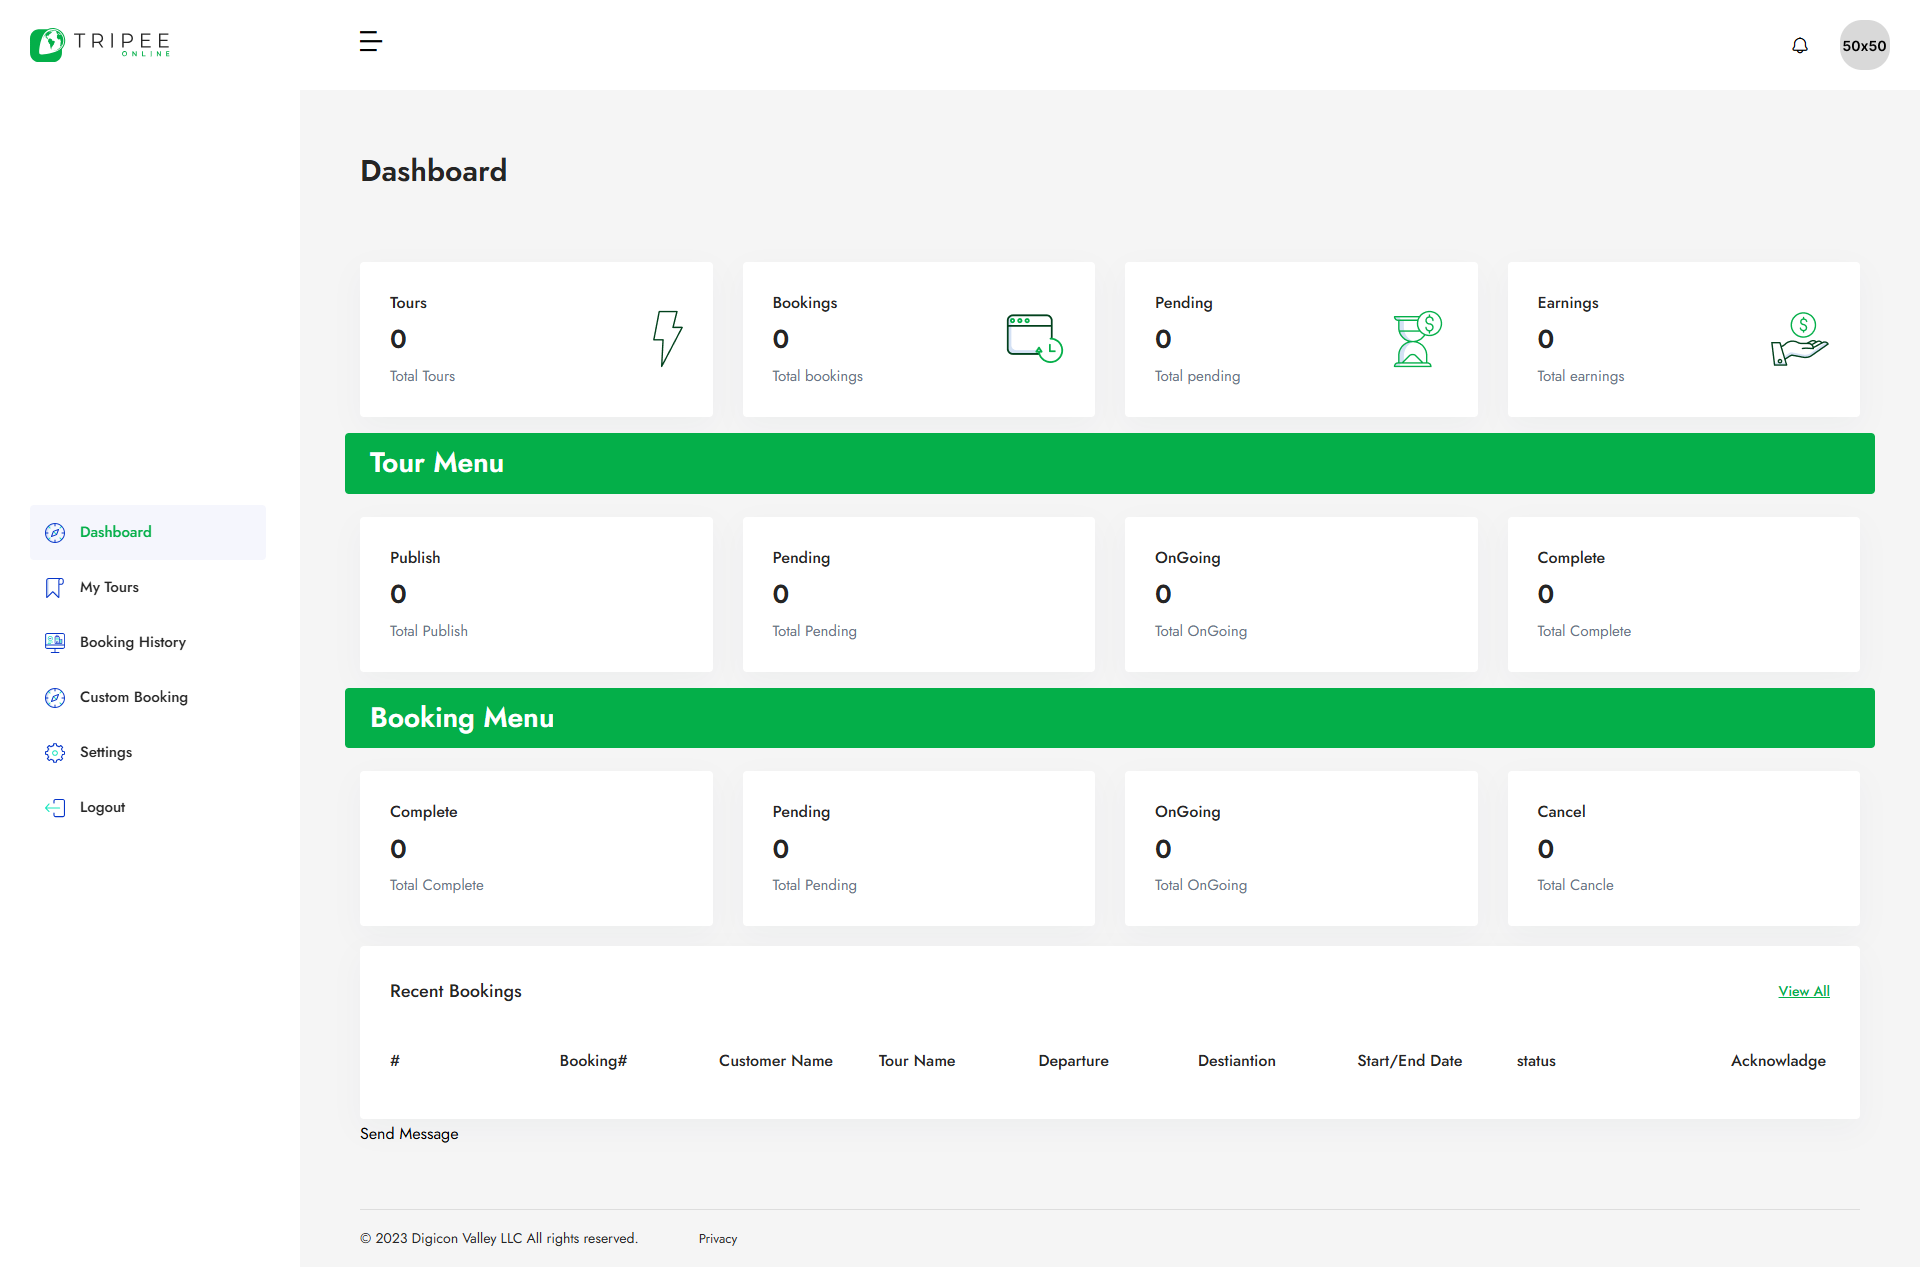 TRIPEE
ONLINE
50x50
Dashboard
Tours
0
Total Tours
Bookings
0
Total bookings
Pending
0
Total pending
Earnings
0
Total earnings
Tour Menu
Dashboard
My Tours
Booking History
Custom Booking
Settings
Logout
Publish
0
Total Publish
Pending
0
Total Pending
OnGoing
0
Total OnGoing
Complete
0
Total Complete
Booking Menu
Complete
0
Total Complete
Pending
0
Total Pending
OnGoing
0
Total OnGoing
Cancel
0
Total Cancle
Recent Bookings
View All
# Booking# Customer Name Tour Name Departure Destiantion Start/End Date status Acknowladge
Send Message
© 2023 Digicon Valley LLC All rights reserved. Privacy